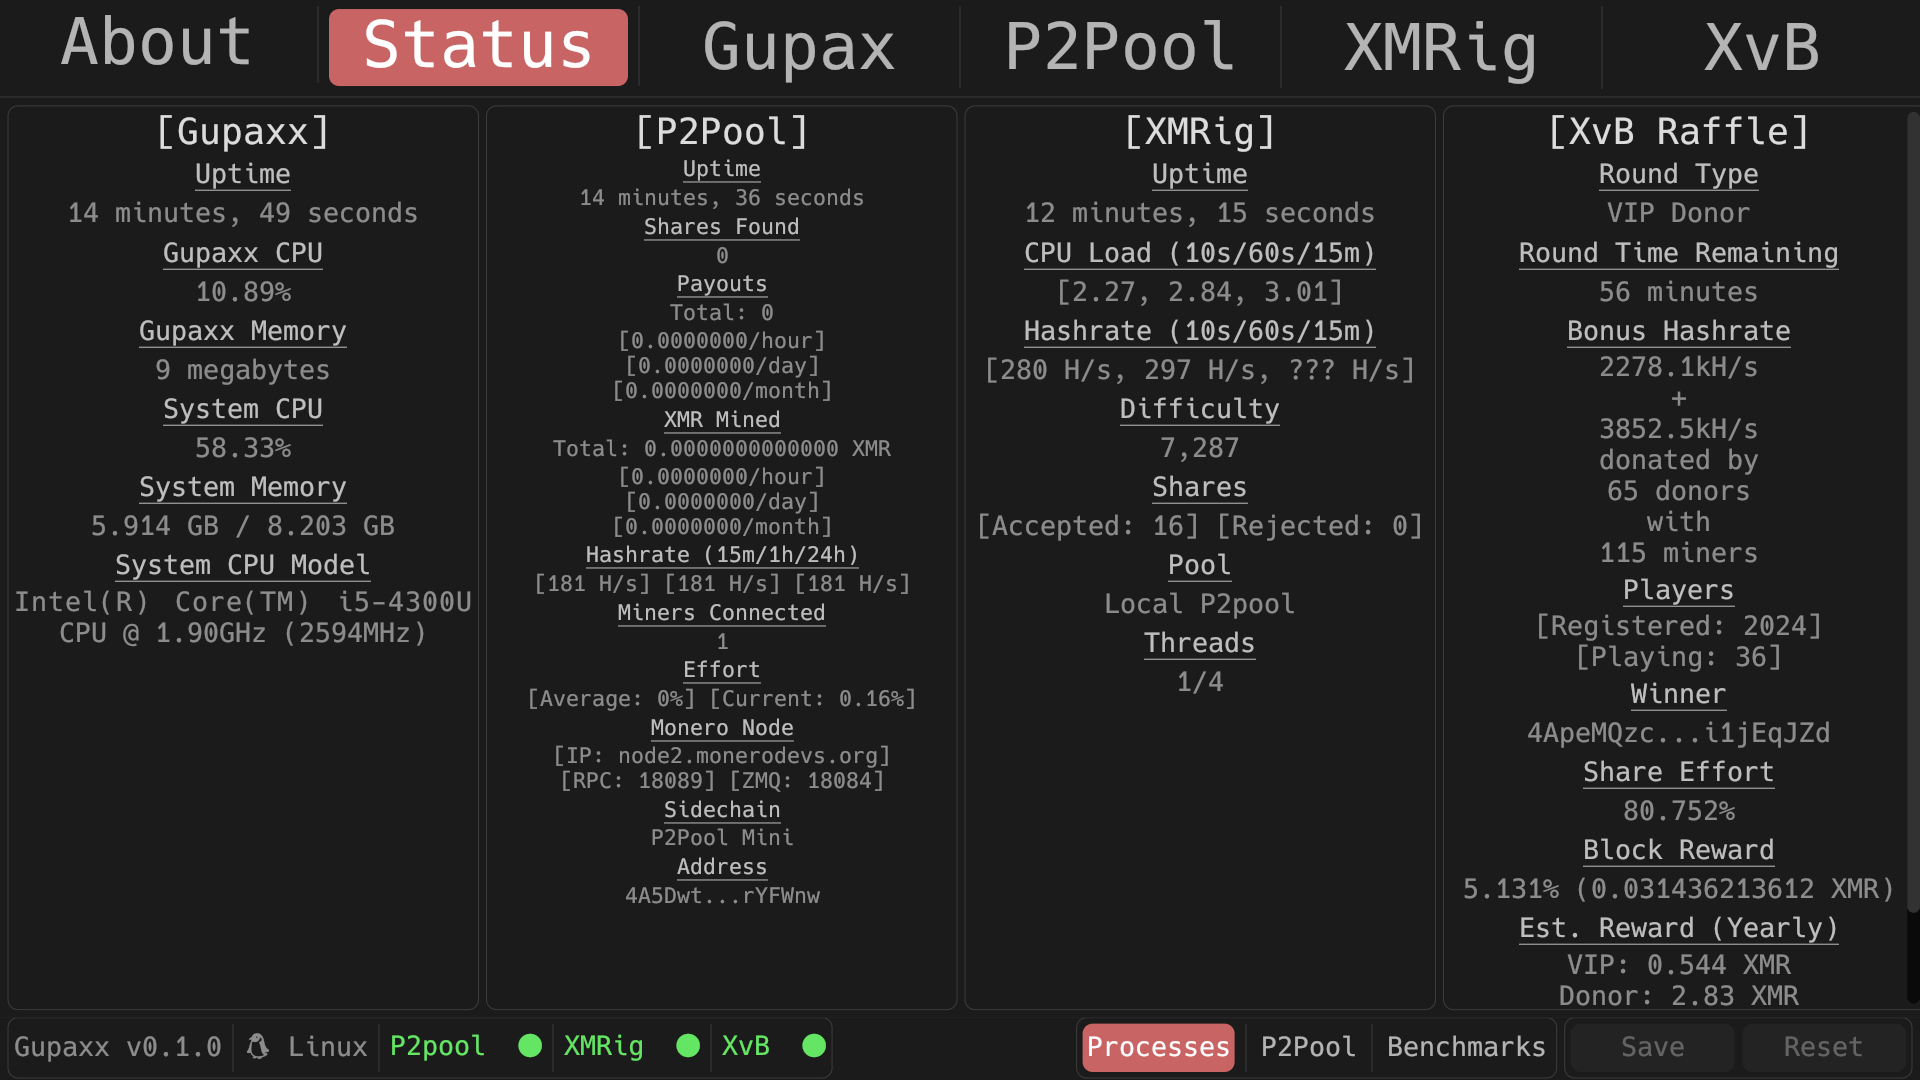 About Status Gupax P2Pool XMRig XvB
[Gupaxx]
Uptime
14 minutes, 49 seconds
Gupaxx CPU
10.89%
Gupaxx Memory
9 megabytes
System CPU
58.33%
System Memory
5.914 GB / 8.203 GB
System CPU Model
Intel(R) Core(TM) i5-4300U
CPU @ 1.90GHz (2594MHz)
[P2Pool]
Uptime
14 minutes, 36 seconds
Shares Found
0
Payouts
Total: 0
[0.0000000/hour]
[0.0000000/day]
[0.0000000/month]
XMR Mined
Total: 0.0000000000000 XMR
[0.0000000/hour]
[0.0000000/day]
[0.0000000/month]
Hashrate (15m/1h/24h)
[181 H/s] [181 H/s] [181 H/s]
Miners Connected
1
Effort
[Average: 0%] [Current: 0.16%]
Monero Node
[IP: node2.monerodevs.org]
[RPC: 18089] [ZMQ: 18084]
Sidechain
P2Pool Mini
Address
4A5Dwt...rYFWnw
[XMRig]
Uptime
12 minutes, 15 seconds
CPU Load (10s/60s/15m)
[2.27, 2.84, 3.01]
Hashrate (10s/60s/15m)
[280 H/s, 297 H/s, ??? H/s]
Difficulty
7,287
Shares
[Accepted: 16] [Rejected: 0]
Pool
Local P2pool
Threads
1/4
[XvB Raffle]
Round Type
VIP Donor
Round Time Remaining
56 minutes
Bonus Hashrate
2278.1kH/s
+
3852.5kH/s
donated by
65 donors
with
115 miners
Players
[Registered: 2024]
[Playing: 36]
Winner
4ApeMQzc...i1jEqJZd
Share Effort
80.752%
Block Reward
5.131% (0.031436213612 XMR)
Est. Reward (Yearly)
VIP: 0.544 XMR
Donor: 2.83 XMR
Gupaxx v0.1.0 Linux P2pool XMRig XvB Processes P2Pool Benchmarks Save Reset